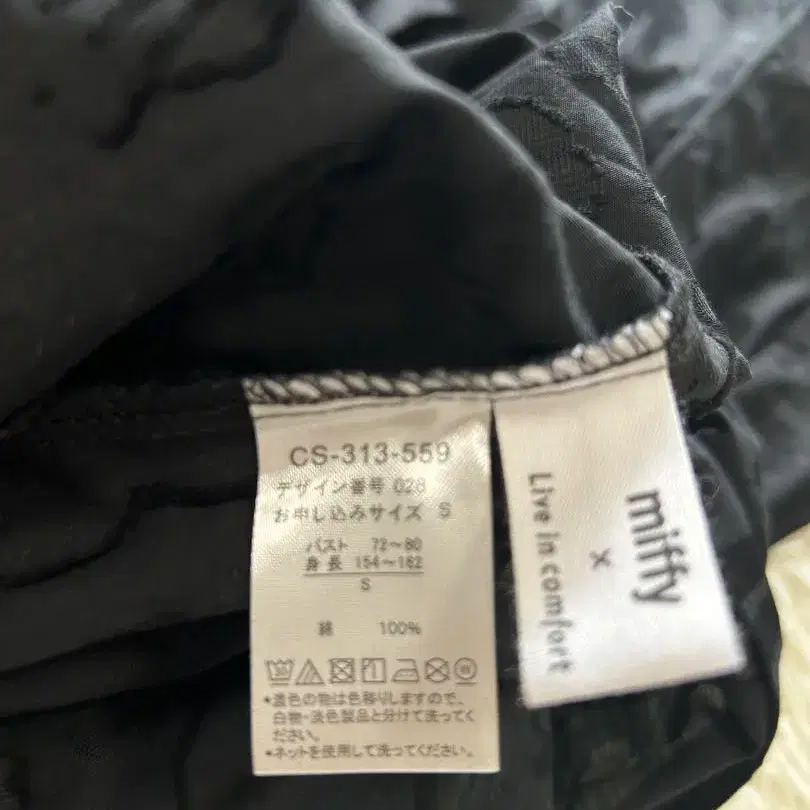 CS-313-559
デザイン番号 028
お申し込みサイズ S
バスト 72～80
身長 154～162
S
綿 100%
*濃色の物は色移りしますので、
白物・淡色製品と分けて洗ってく
ださい。
*ネットを使用して洗ってください。
miffy
×
Live in comfort